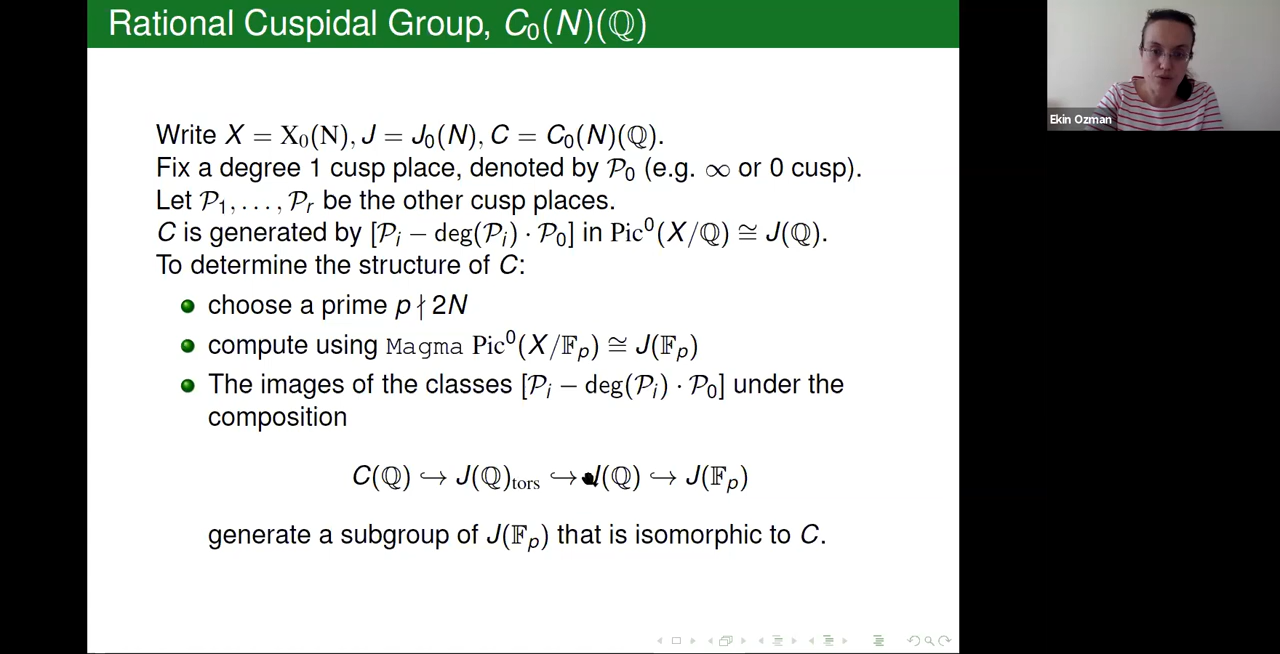 Rational Cuspidal Group, C₀(N)(ℚ)
Ekin Ozman
Write X = X₀(N), J = J₀(N), C = C₀(N)(ℚ).
Fix a degree 1 cusp place, denoted by 𝒫₀ (e.g. ∞ or 0 cusp).
Let 𝒫₁, …, 𝒫ᵣ be the other cusp places.
C is generated by [𝒫ᵢ − deg(𝒫ᵢ) · 𝒫₀] in Pic⁰(X/ℚ) ≅ J(ℚ).
To determine the structure of C:
choose a prime p ∤ 2N
compute using Magma Pic⁰(X/𝔽ₚ) ≅ J(𝔽ₚ)
The images of the classes [𝒫ᵢ − deg(𝒫ᵢ) · 𝒫₀] under the
composition
C(ℚ) ↪ J(ℚ)ₜₒᵣₛ ↪ J(ℚ) ↪ J(𝔽ₚ)
generate a subgroup of J(𝔽ₚ) that is isomorphic to C.